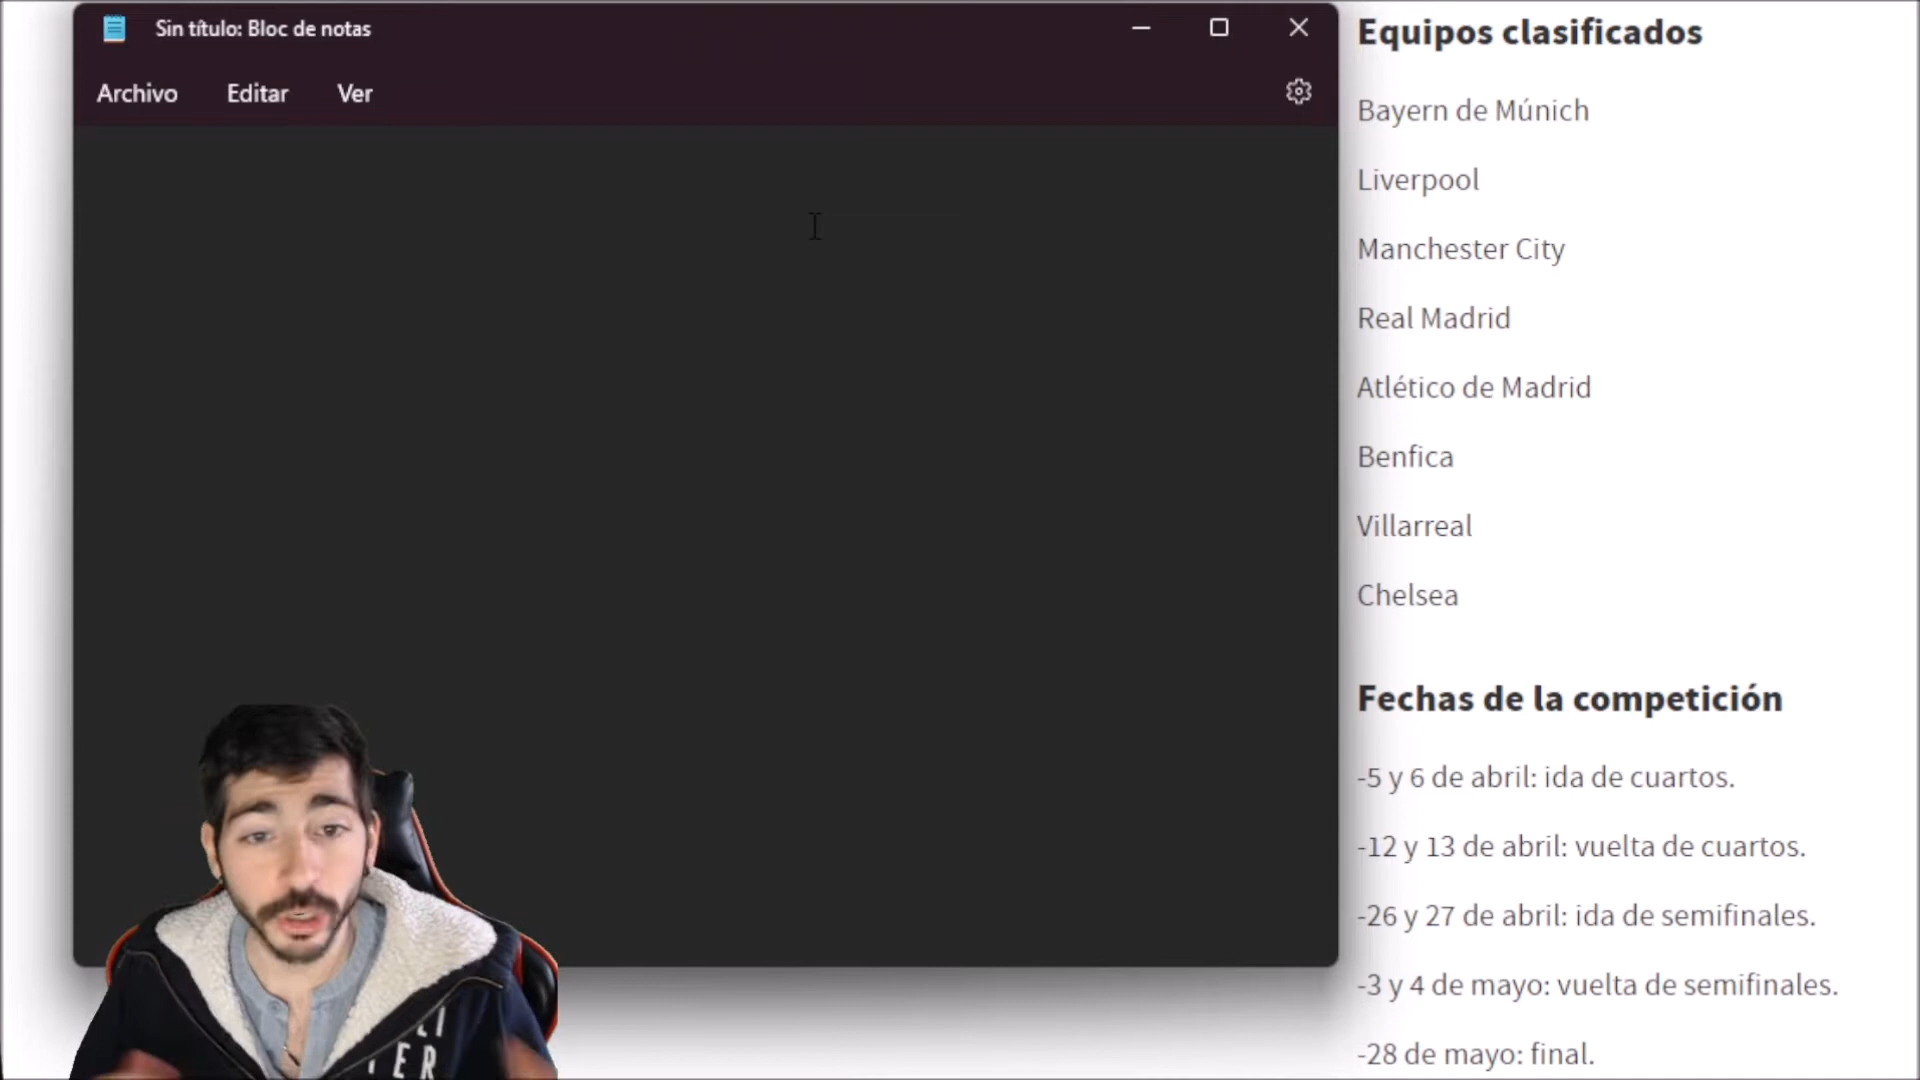 Sin título: Bloc de notas
Archivo Editar Ver
Equipos clasificados
Bayern de Múnich
Liverpool
Manchester City
Real Madrid
Atlético de Madrid
Benfica
Villarreal
Chelsea
Fechas de la competición
-5 y 6 de abril: ida de cuartos.
-12 y 13 de abril: vuelta de cuartos.
-26 y 27 de abril: ida de semifinales.
-3 y 4 de mayo: vuelta de semifinales.
-28 de mayo: final.